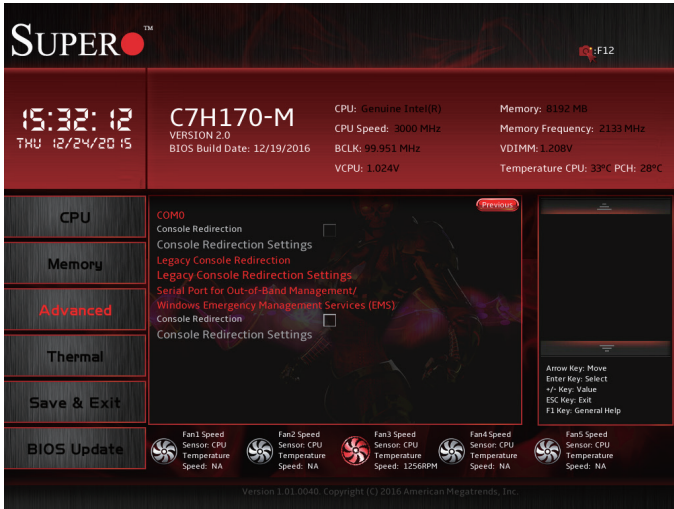 SUPER
TM
:F12
15:32:12
THU 12/24/2015
C7H170-M
VERSION 2.0
BIOS Build Date: 12/19/2016
CPU: Genuine Intel(R)
CPU Speed: 3000 MHz
BCLK: 99.951 MHz
VCPU: 1.024V
Memory: 8192 MB
Memory Frequency: 2133 MHz
VDIMM: 1.208V
Temperature CPU: 33°C PCH: 28°C
CPU
Memory
Advanced
Thermal
Save & Exit
BIOS Update
Previous
COM0
Console Redirection
Console Redirection Settings
Legacy Console Redirection
Legacy Console Redirection Settings
Serial Port for Out-of-Band Management/
Windows Emergency Management Services (EMS)
Console Redirection
Console Redirection Settings
Arrow Key: Move
Enter Key: Select
+/- Key: Value
ESC Key: Exit
F1 Key: General Help
Fan1 Speed
Sensor: CPU
Temperature
Speed: NA
Fan2 Speed
Sensor: CPU
Temperature
Speed: NA
Fan3 Speed
Sensor: CPU
Temperature
Speed: 1256RPM
Fan4 Speed
Sensor: CPU
Temperature
Speed: NA
Fan5 Speed
Sensor: CPU
Temperature
Speed: NA
Version 1.01.0040. Copyright (C) 2016 American Megatrends, Inc.